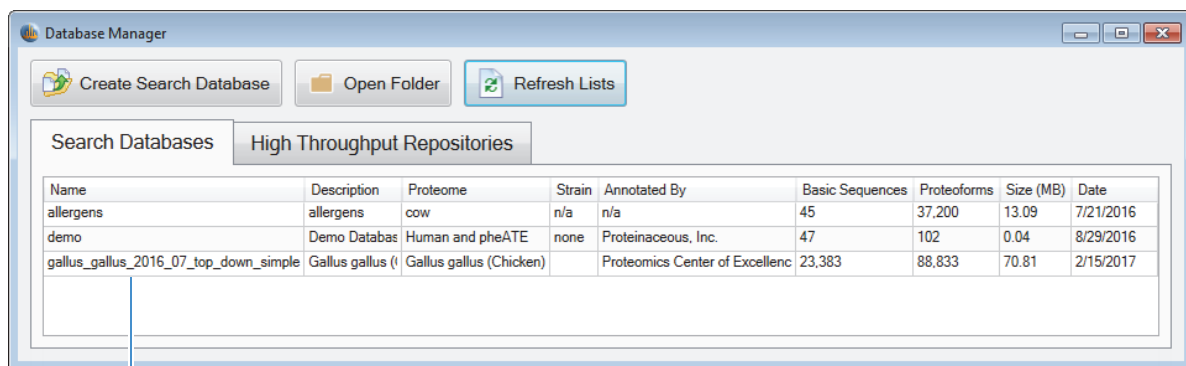 Database Manager
Create Search Database Open Folder Refresh Lists
Search Databases High Throughput Repositories
Name Description Proteome Strain Annotated By Basic Sequences Proteoforms Size (MB) Date
allergens allergens cow n/a n/a 45 37,200 13.09 7/21/2016
demo Demo Databas Human and pheATE none Proteinaceous, Inc. 47 102 0.04 8/29/2016
gallus_gallus_2016_07_top_down_simple Gallus gallus (( Gallus gallus (Chicken) Proteomics Center of Excellenc 23,383 88,833 70.81 2/15/2017